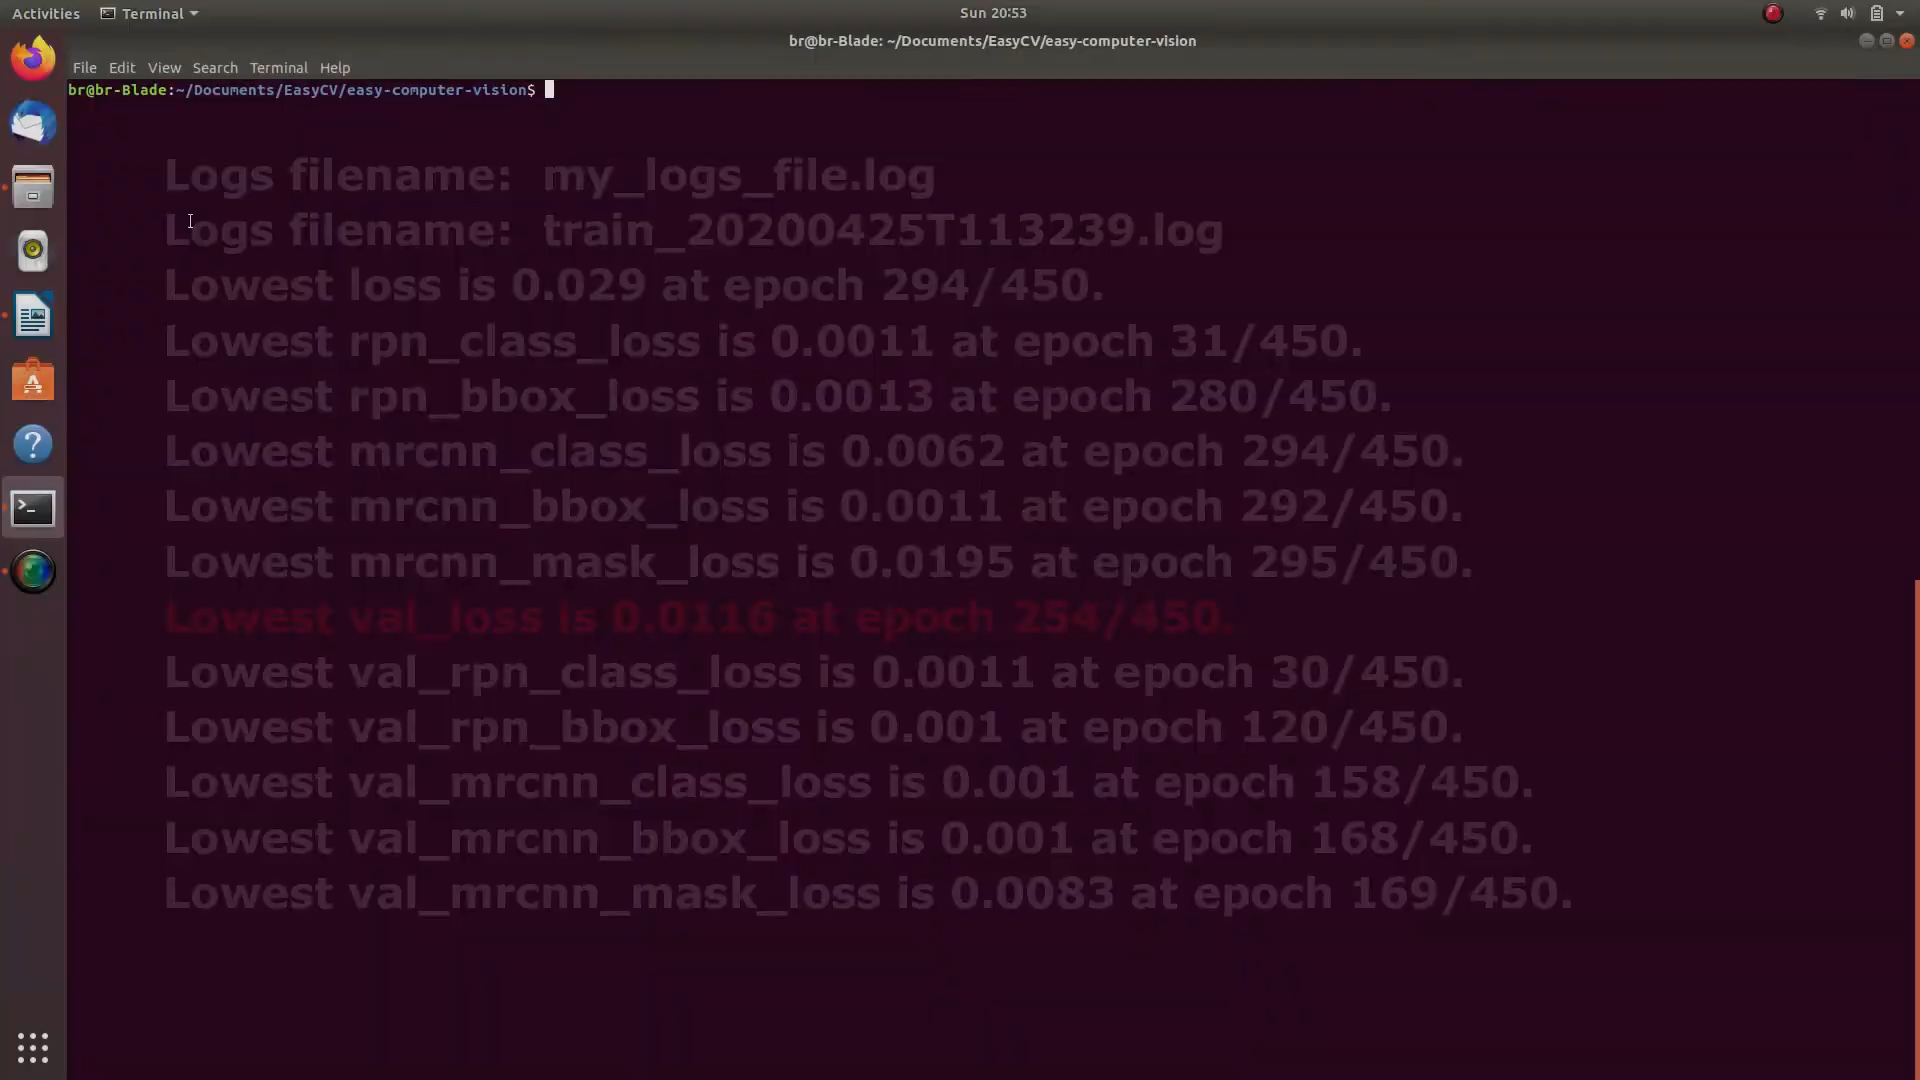 Activities Terminal Sun 20:53
br@br-Blade: ~/Documents/EasyCV/easy-computer-vision
File Edit View Search Terminal Help
br@br-Blade:~/Documents/EasyCV/easy-computer-vision$
Logs filename: my_logs_file.log
Logs filename: train_20200425T113239.log
Lowest loss is 0.029 at epoch 294/450.
Lowest rpn_class_loss is 0.0011 at epoch 31/450.
Lowest rpn_bbox_loss is 0.0013 at epoch 280/450.
Lowest mrcnn_class_loss is 0.0062 at epoch 294/450.
Lowest mrcnn_bbox_loss is 0.0011 at epoch 292/450.
Lowest mrcnn_mask_loss is 0.0195 at epoch 295/450.
Lowest val_loss is 0.0116 at epoch 254/450.
Lowest val_rpn_class_loss is 0.0011 at epoch 30/450.
Lowest val_rpn_bbox_loss is 0.001 at epoch 120/450.
Lowest val_mrcnn_class_loss is 0.001 at epoch 158/450.
Lowest val_mrcnn_bbox_loss is 0.001 at epoch 168/450.
Lowest val_mrcnn_mask_loss is 0.0083 at epoch 169/450.